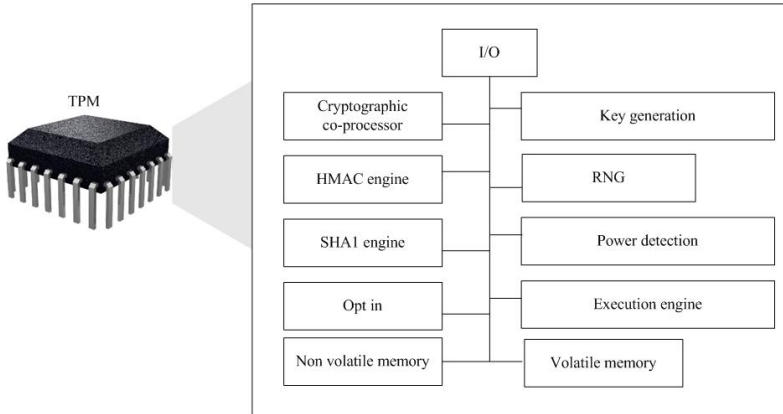 TPM
I/O
Cryptographic
co-processor
Key generation
HMAC engine
RNG
SHA1 engine
Power detection
Opt in
Execution engine
Non volatile memory
Volatile memory